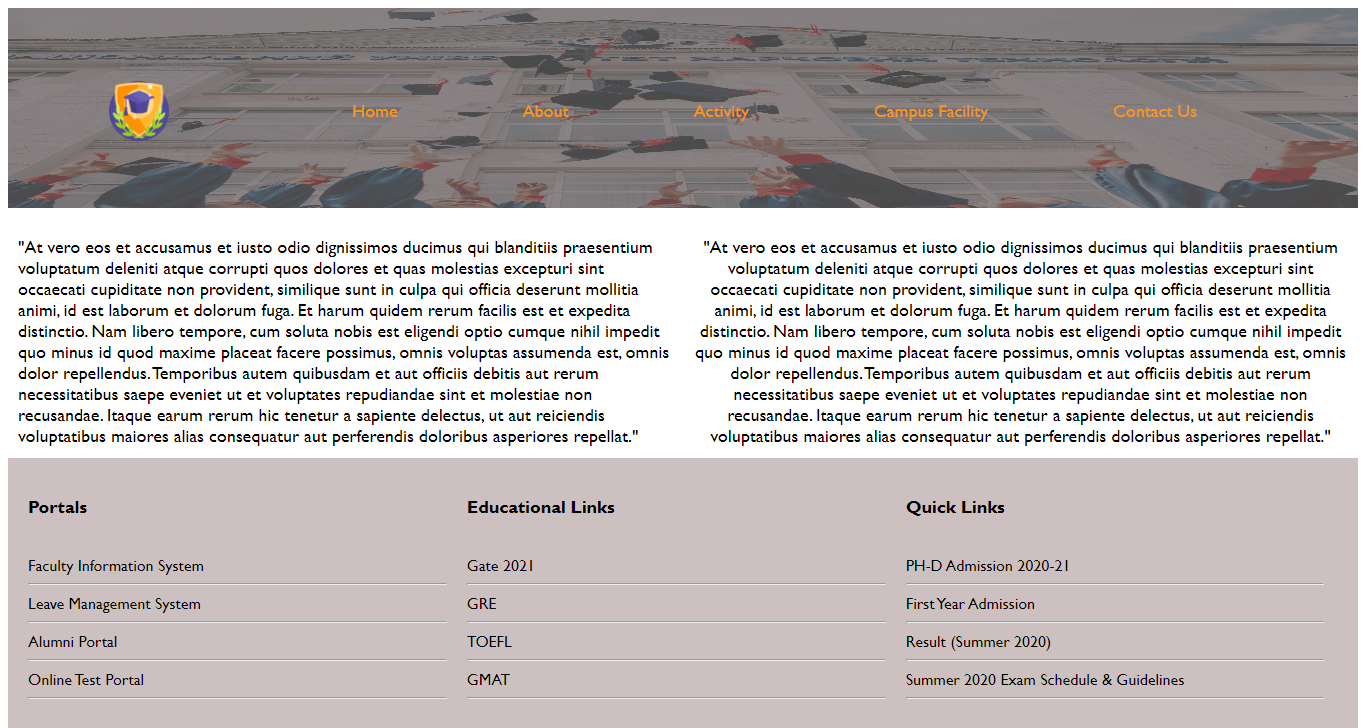 Home About Activity Campus Facility Contact Us
"At vero eos et accusamus et iusto odio dignissimos ducimus qui blanditiis praesentium
voluptatum deleniti atque corrupti quos dolores et quas molestias excepturi sint
occaecati cupiditate non provident, similique sunt in culpa qui officia deserunt mollitia
animi, id est laborum et dolorum fuga. Et harum quidem rerum facilis est et expedita
distinctio. Nam libero tempore, cum soluta nobis est eligendi optio cumque nihil impedit
quo minus id quod maxime placeat facere possimus, omnis voluptas assumenda est, omnis
dolor repellendus. Temporibus autem quibusdam et aut officiis debitis aut rerum
necessitatibus saepe eveniet ut et voluptates repudiandae sint et molestiae non
recusandae. Itaque earum rerum hic tenetur a sapiente delectus, ut aut reiciendis
voluptatibus maiores alias consequatur aut perferendis doloribus asperiores repellat."
"At vero eos et accusamus et iusto odio dignissimos ducimus qui blanditiis praesentium
voluptatum deleniti atque corrupti quos dolores et quas molestias excepturi sint
occaecati cupiditate non provident, similique sunt in culpa qui officia deserunt mollitia
animi, id est laborum et dolorum fuga. Et harum quidem rerum facilis est et expedita
distinctio. Nam libero tempore, cum soluta nobis est eligendi optio cumque nihil impedit
quo minus id quod maxime placeat facere possimus, omnis voluptas assumenda est, omnis
dolor repellendus. Temporibus autem quibusdam et aut officiis debitis aut rerum
necessitatibus saepe eveniet ut et voluptates repudiandae sint et molestiae non
recusandae. Itaque earum rerum hic tenetur a sapiente delectus, ut aut reiciendis
voluptatibus maiores alias consequatur aut perferendis doloribus asperiores repellat."
Portals
Faculty Information System
Leave Management System
Alumni Portal
Online Test Portal
Educational Links
Gate 2021
GRE
TOEFL
GMAT
Quick Links
PH-D Admission 2020-21
First Year Admission
Result (Summer 2020)
Summer 2020 Exam Schedule & Guidelines